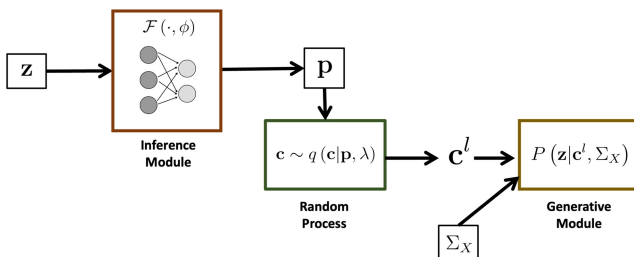 𝓕(·, ϕ)
z
p
Inference
Module
c ∼ q (c|p, λ)
c^l
P (z|c^l, Σ_X)
Random
Process
Generative
Module
Σ_X